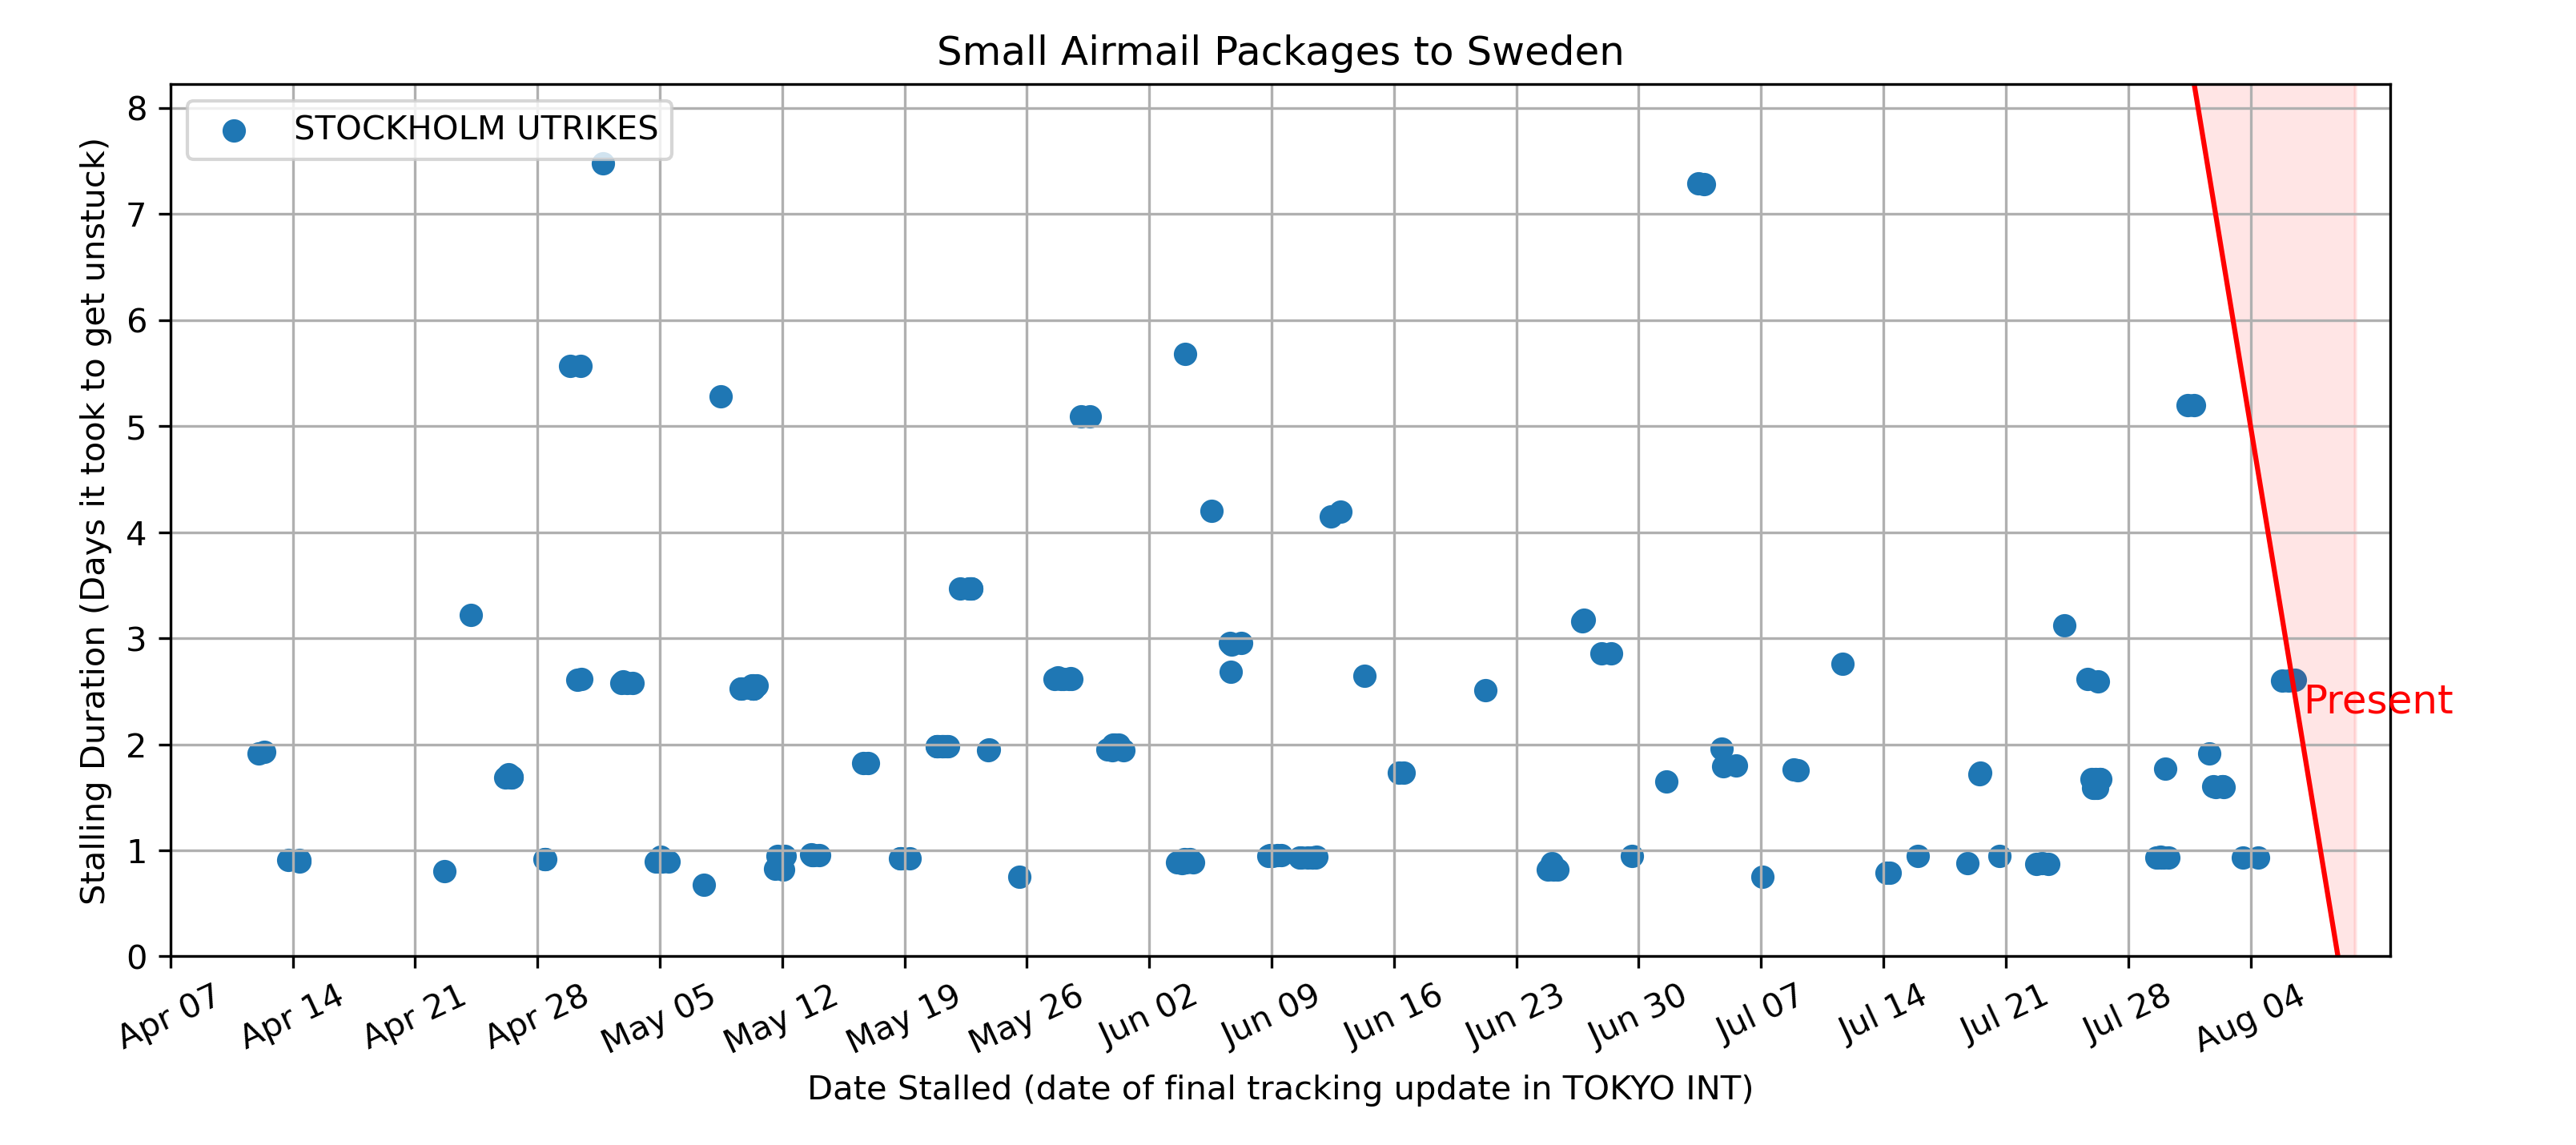 Small Airmail Packages to Sweden
STOCKHOLM UTRIKES
Stalling Duration (Days it took to get unstuck)
8
7
6
5
4
3
2
1
0
Present
Apr 07
Apr 14
Apr 21
Apr 28
May 05
May 12
May 19
May 26
Jun 02
Jun 09
Jun 16
Jun 23
Jun 30
Jul 07
Jul 14
Jul 21
Jul 28
Aug 04
Date Stalled (date of final tracking update in TOKYO INT)